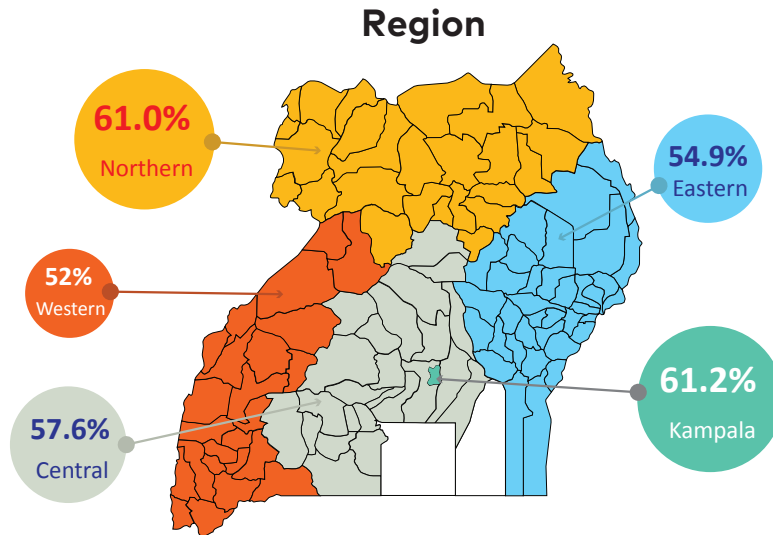 Region
61.0%
Northern
54.9%
Eastern
52%
Western
61.2%
Kampala
57.6%
Central